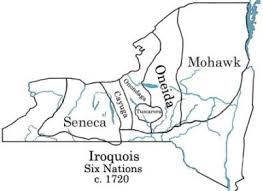 Mohawk
Oneida
Onondaga
Seneca
Cayuga
Tuscarora
Iroquois
Six Nations
c. 1720